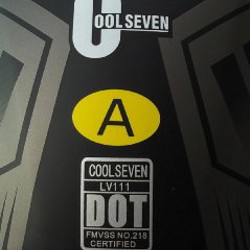 COOLSEVEN
A
COOLSEVEN
LV111
DOT
FMVSS NO.218
CERTIFIED